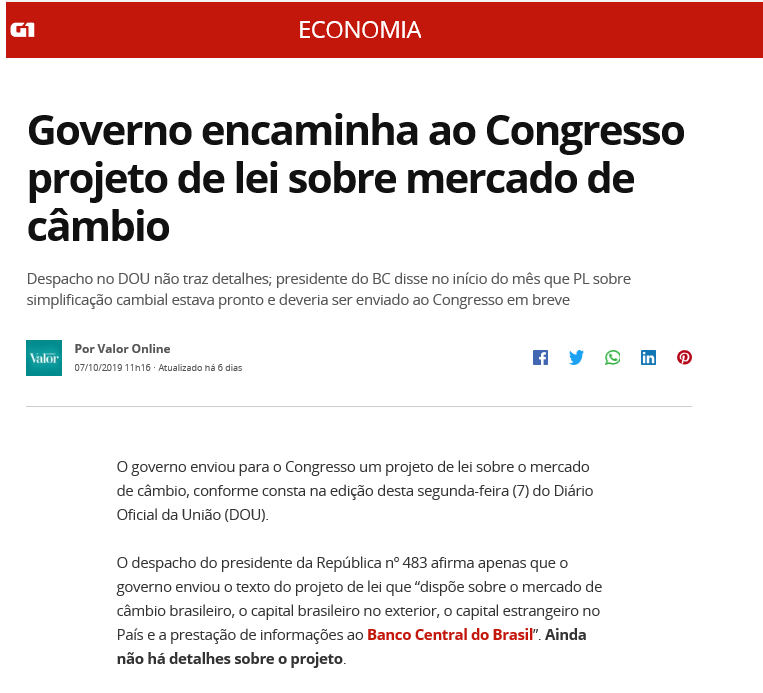 G1
ECONOMIA
Governo encaminha ao Congresso
projeto de lei sobre mercado de
câmbio
Despacho no DOU não traz detalhes; presidente do BC disse no início do mês que PL sobre
simplificação cambial estava pronto e deveria ser enviado ao Congresso em breve
Valor
Por Valor Online
07/10/2019 11h16 · Atualizado há 6 dias
O governo enviou para o Congresso um projeto de lei sobre o mercado
de câmbio, conforme consta na edição desta segunda-feira (7) do Diário
Oficial da União (DOU).
O despacho do presidente da República nº 483 afirma apenas que o
governo enviou o texto do projeto de lei que “dispõe sobre o mercado de
câmbio brasileiro, o capital brasileiro no exterior, o capital estrangeiro no
País e a prestação de informações ao Banco Central do Brasil”. Ainda
não há detalhes sobre o projeto.